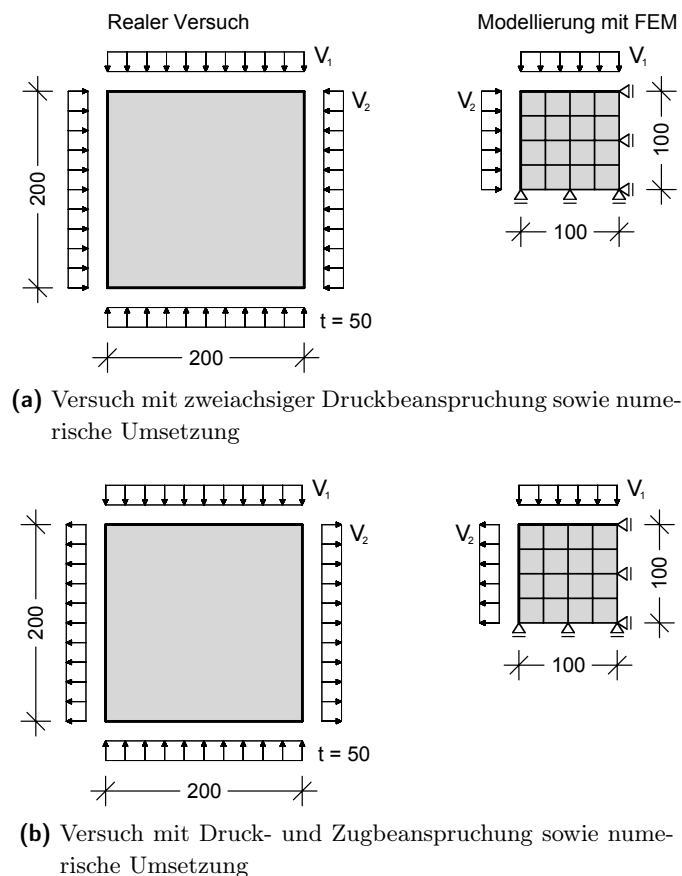 Realer Versuch
Modellierung mit FEM
V₁
V₂
200
t = 50
200
V₁
V₂
100
100
(a) Versuch mit zweiachsiger Druckbeanspruchung sowie nume-
rische Umsetzung
V₁
V₂
200
t = 50
200
V₁
V₂
100
100
(b) Versuch mit Druck- und Zugbeanspruchung sowie nume-
rische Umsetzung